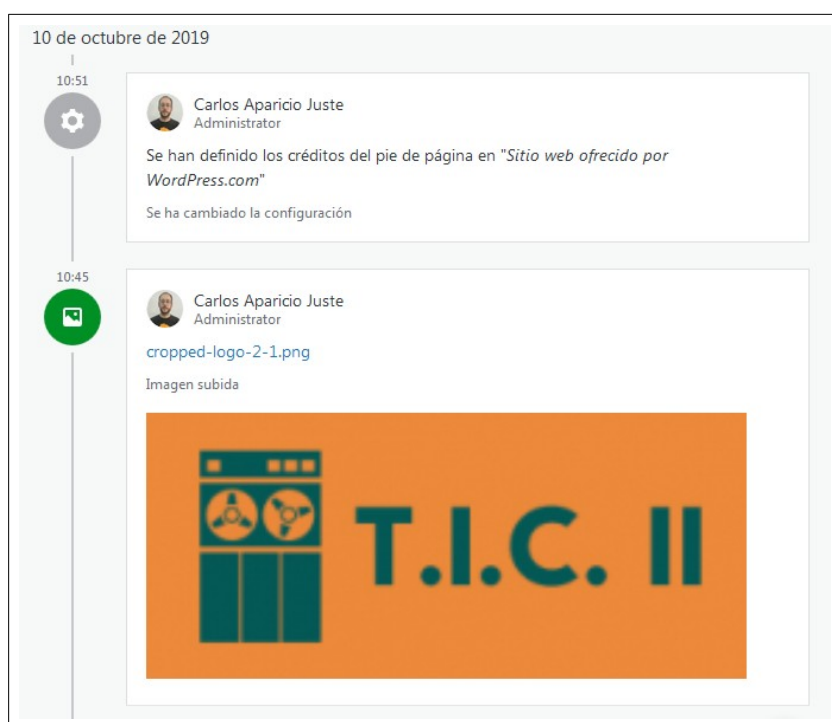 10 de octubre de 2019
10:51
Carlos Aparicio Juste
Administrator
Se han definido los créditos del pie de página en "Sitio web ofrecido por
WordPress.com"
Se ha cambiado la configuración
10:45
Carlos Aparicio Juste
Administrator
cropped-logo-2-1.png
Imagen subida
T.I.C. II